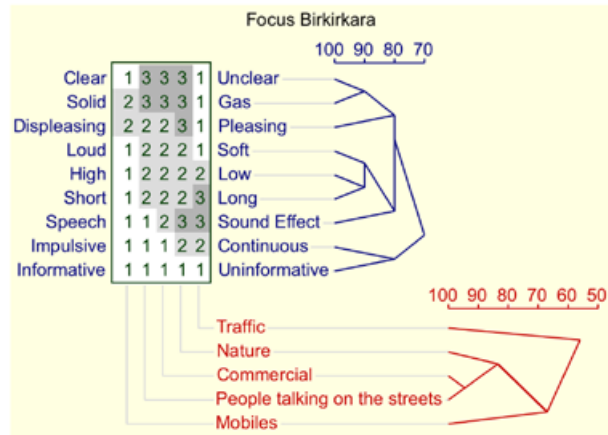 Focus Birkirkara
100 90 80 70
Clear 1 3 3 3 1 Unclear
Solid 2 3 3 3 1 Gas
Displeasing 2 2 2 3 1 Pleasing
Loud 1 2 2 2 1 Soft
High 1 2 2 2 2 Low
Short 1 2 2 2 3 Long
Speech 1 1 2 3 3 Sound Effect
Impulsive 1 1 1 2 2 Continuous
Informative 1 1 1 1 1 Uninformative
100 90 80 70 60 50
Traffic
Nature
Commercial
People talking on the streets
Mobiles